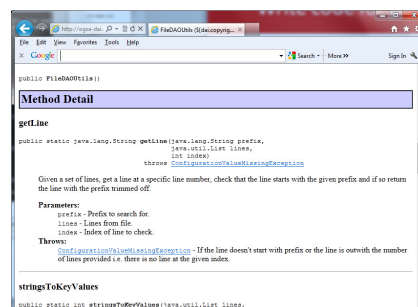 http://ogsa-dai.
FileDAOUtils ($dai.copyrig...
File Edit View Favorites Tools Help
x Google Search More >> Sign In
public FileDAOUtils()
Method Detail
getLine
public static java.lang.String getLine(java.lang.String prefix,
java.util.List lines,
int index)
throws ConfigurationValueMissingException
Given a set of lines, get a line at a specific line number, check that the line starts with the given prefix and if so return
the line with the prefix trimmed off.
Parameters:
prefix - Prefix to search for.
lines - Lines from file.
index - Index of line to check.
Throws:
ConfigurationValueMissingException - If the line doesn't start with prefix or the line is outwith the number
of lines provided i.e. there is no line at the given index.
stringsToKeyValues
public static int stringsToKeyValues(java.util.List lines,